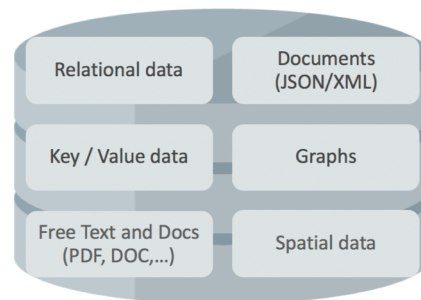 Relational data
Documents
(JSON/XML)
Key / Value data
Graphs
Free Text and Docs
(PDF, DOC,...)
Spatial data